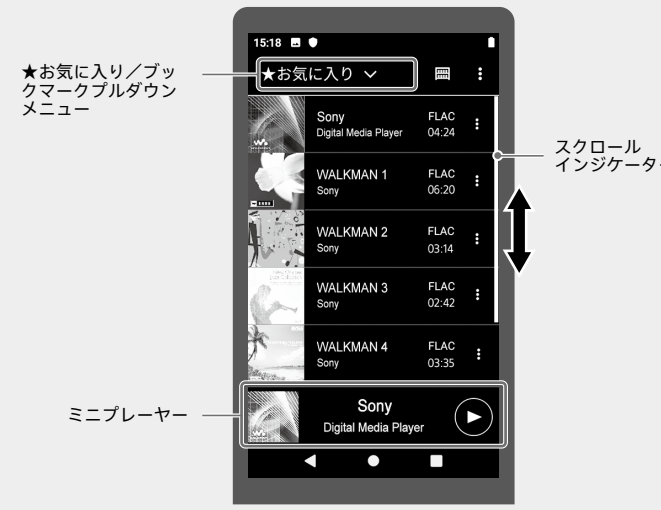 15:18
★お気に入り
★お気に入り／ブッ
クマークプルダウン
メニュー
Sony FLAC
Digital Media Player 04:24
スクロール
インジケーター
WALKMAN 1 FLAC
Sony 06:20
WALKMAN 2 FLAC
Sony 03:14
WALKMAN 3 FLAC
Sony 02:42
WALKMAN 4 FLAC
Sony 03:35
ミニプレーヤー
Sony
Digital Media Player